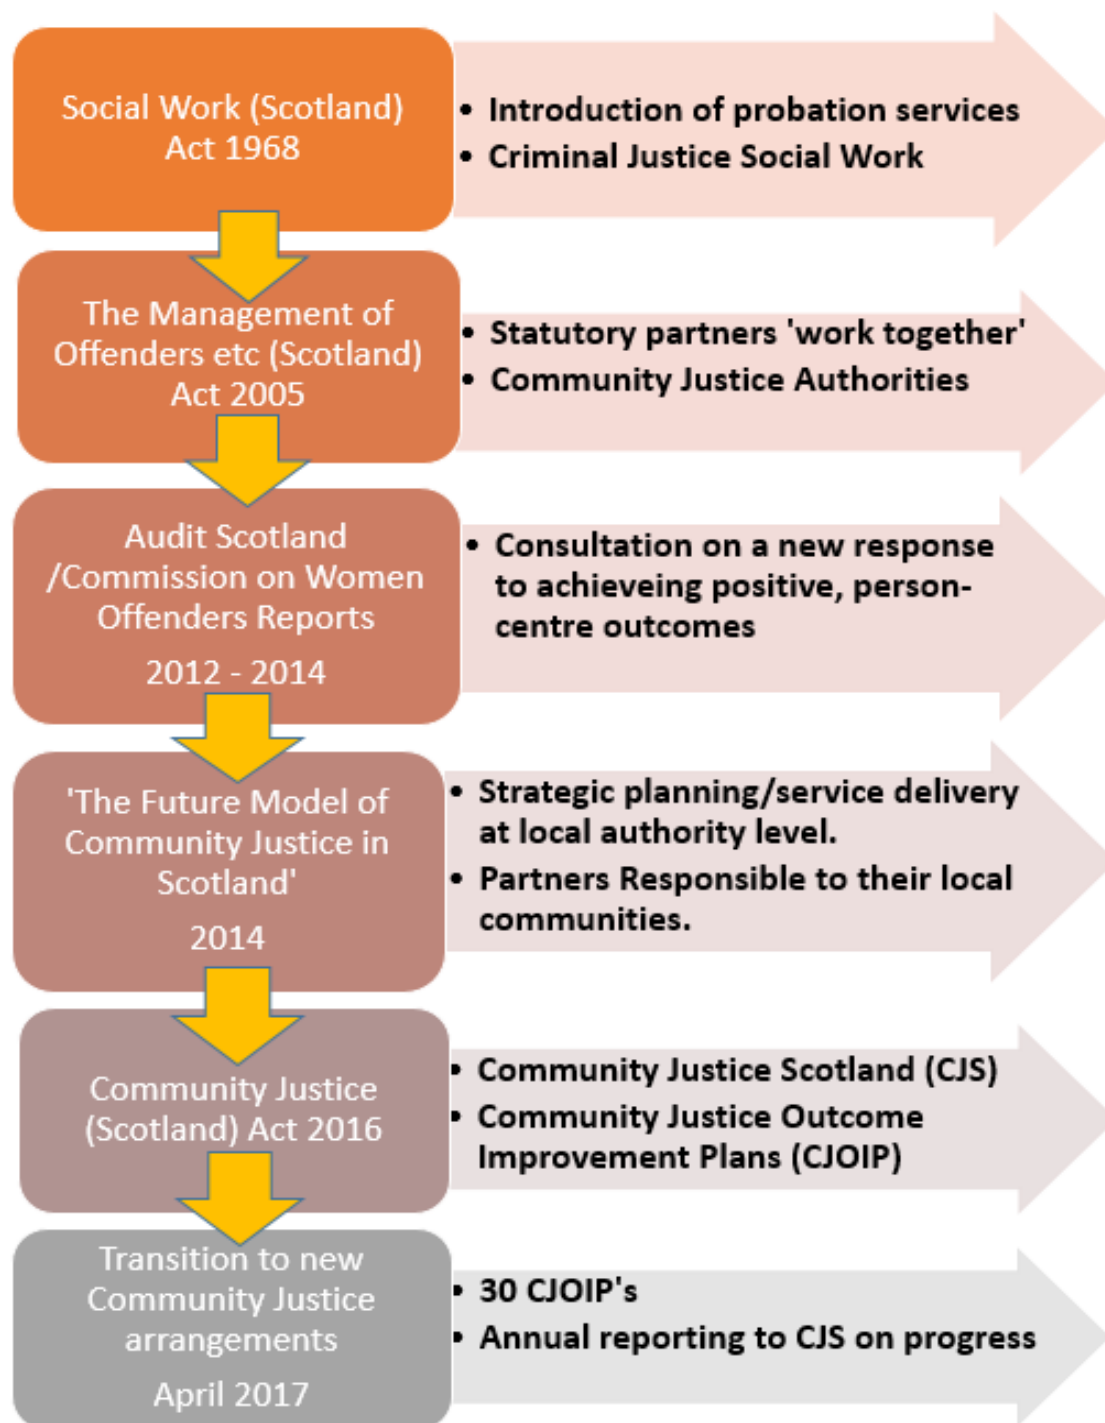 Social Work (Scotland)
Act 1968
• Introduction of probation services
• Criminal Justice Social Work
The Management of
Offenders etc (Scotland)
Act 2005
• Statutory partners 'work together'
• Community Justice Authorities
Audit Scotland
/Commission on Women
Offenders Reports
2012 - 2014
• Consultation on a new response
to achieveing positive, person-
centre outcomes
'The Future Model of
Community Justice in
Scotland'
2014
• Strategic planning/service delivery
at local authority level.
• Partners Responsible to their local
communities.
Community Justice
(Scotland) Act 2016
• Community Justice Scotland (CJS)
• Community Justice Outcome
Improvement Plans (CJOIP)
Transition to new
Community Justice
arrangements
April 2017
• 30 CJOIP's
• Annual reporting to CJS on progress